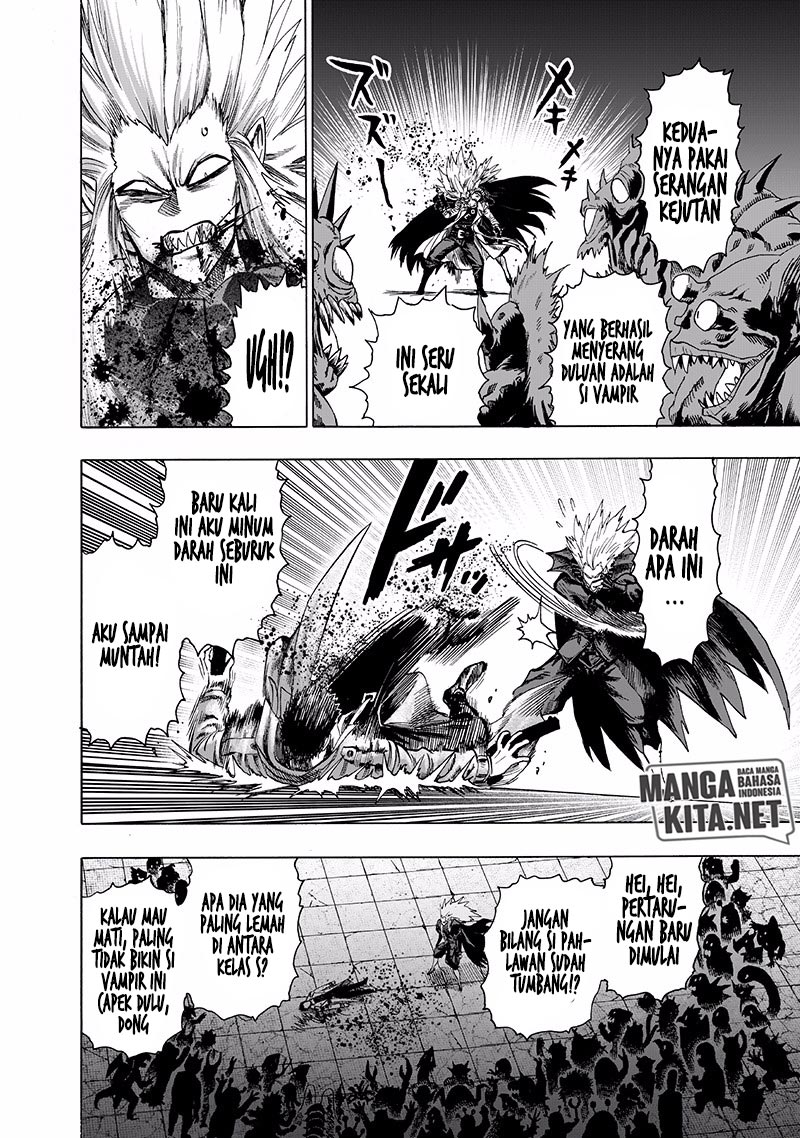 メキ
ズズー
KEDUA-
NYA PAKAI
SERANGAN
KEJUTAN
YANG BERHASIL
MENYERANG
DULUAN ADALAH
SI VAMPIR
INI SERU
SEKALI
UGH!?
DARAH
APA INI
...
ドドッ
BARU KALI
INI AKU MINUM
DARAH SEBURUK
INI
AKU SAMPAI
MUNTAH!
MANGA
KITA.NET
BACA MANGA
BAHASA
INDONESIA
HEI, HEI,
PERTARU-
NGAN BARU
DIMULAI
JANGAN
BILANG SI PAH-
LAWAN SUDAH
TUMBANG!?
APA DIA YANG
PALING LEMAH
DI ANTARA
KELAS S?
KALAU MAU
MATI, PALING
TIDAK BIKIN SI
VAMPIR INI
CAPEK DULU,
DONG